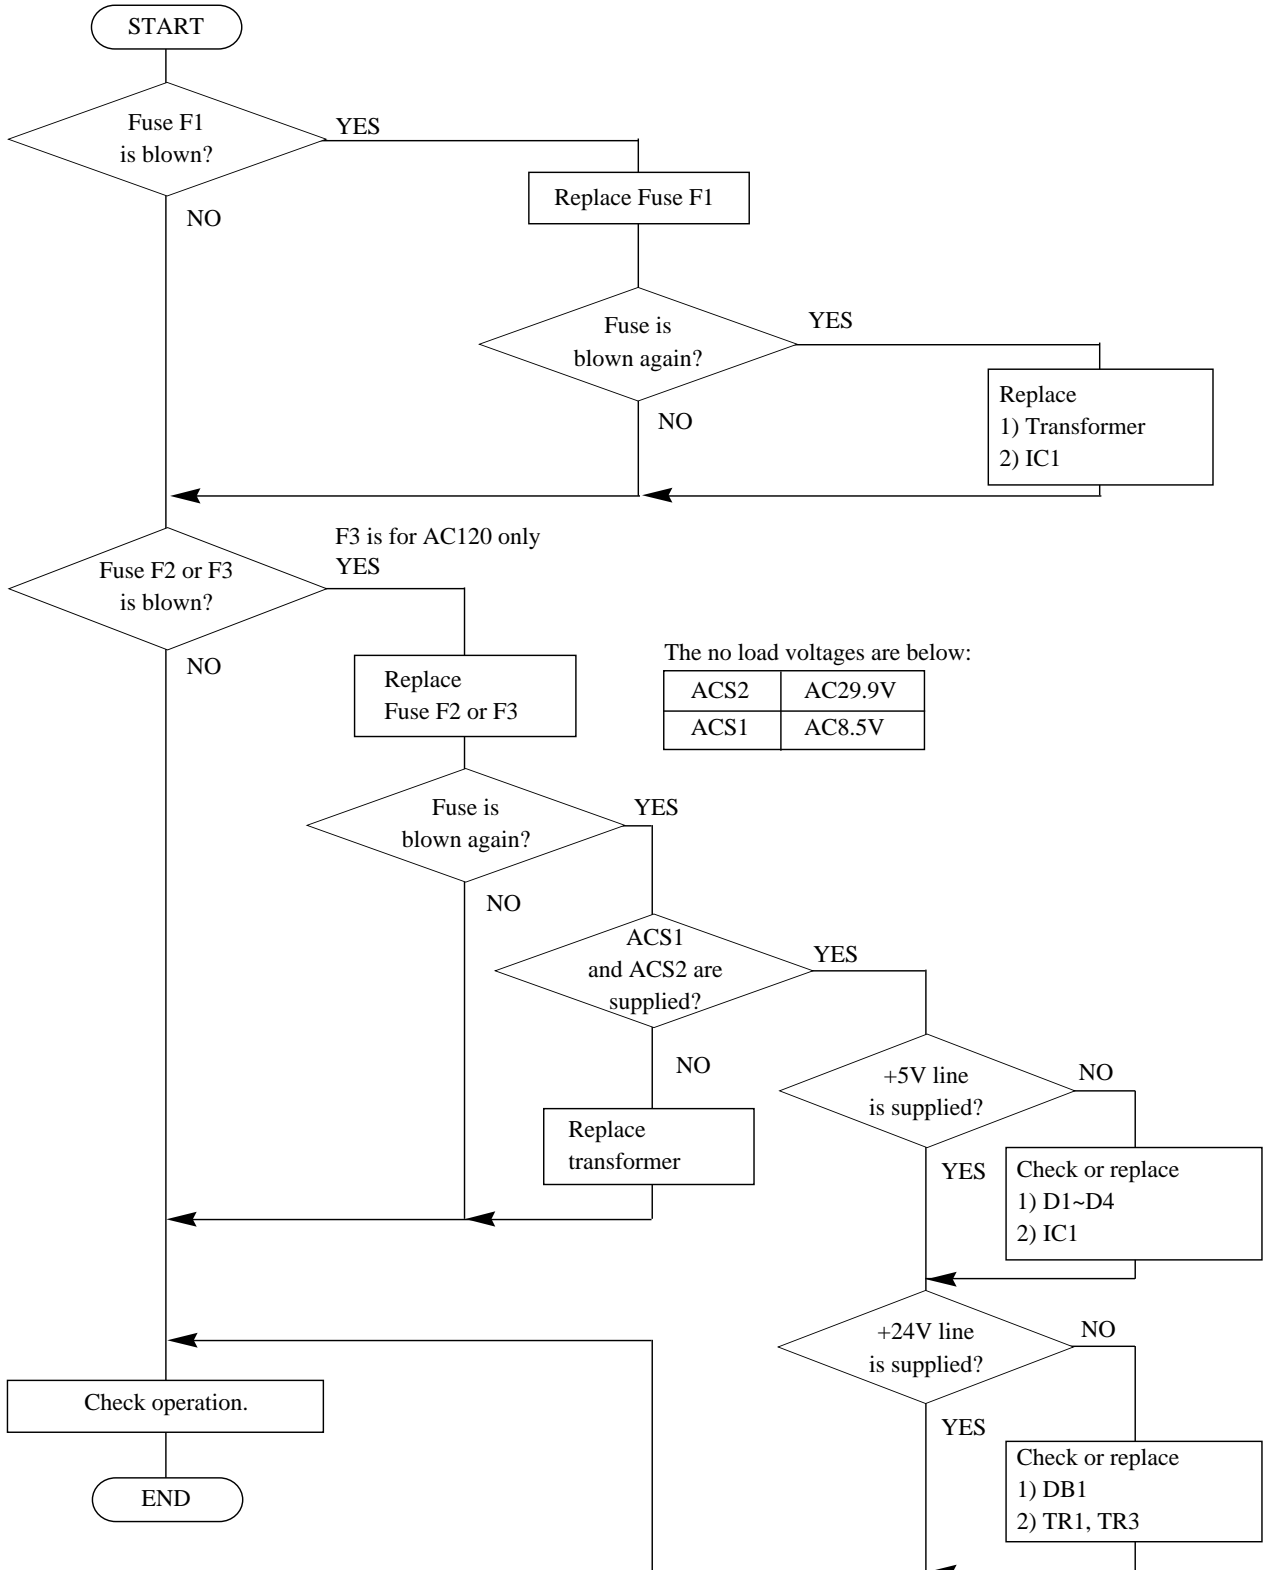 START
Fuse F1
is blown?
YES
NO
Replace Fuse F1
Fuse is
blown again?
YES
NO
Replace
1) Transformer
2) IC1
F3 is for AC120 only
YES
Fuse F2 or F3
is blown?
NO
Replace
Fuse F2 or F3
The no load voltages are below:
ACS2 AC29.9V
ACS1 AC8.5V
Fuse is
blown again?
YES
NO
ACS1
and ACS2 are
supplied?
YES
NO
Replace
transformer
+5V line
is supplied?
NO
YES
Check or replace
1) D1~D4
2) IC1
+24V line
is supplied?
NO
YES
Check or replace
1) DB1
2) TR1, TR3
Check operation.
END